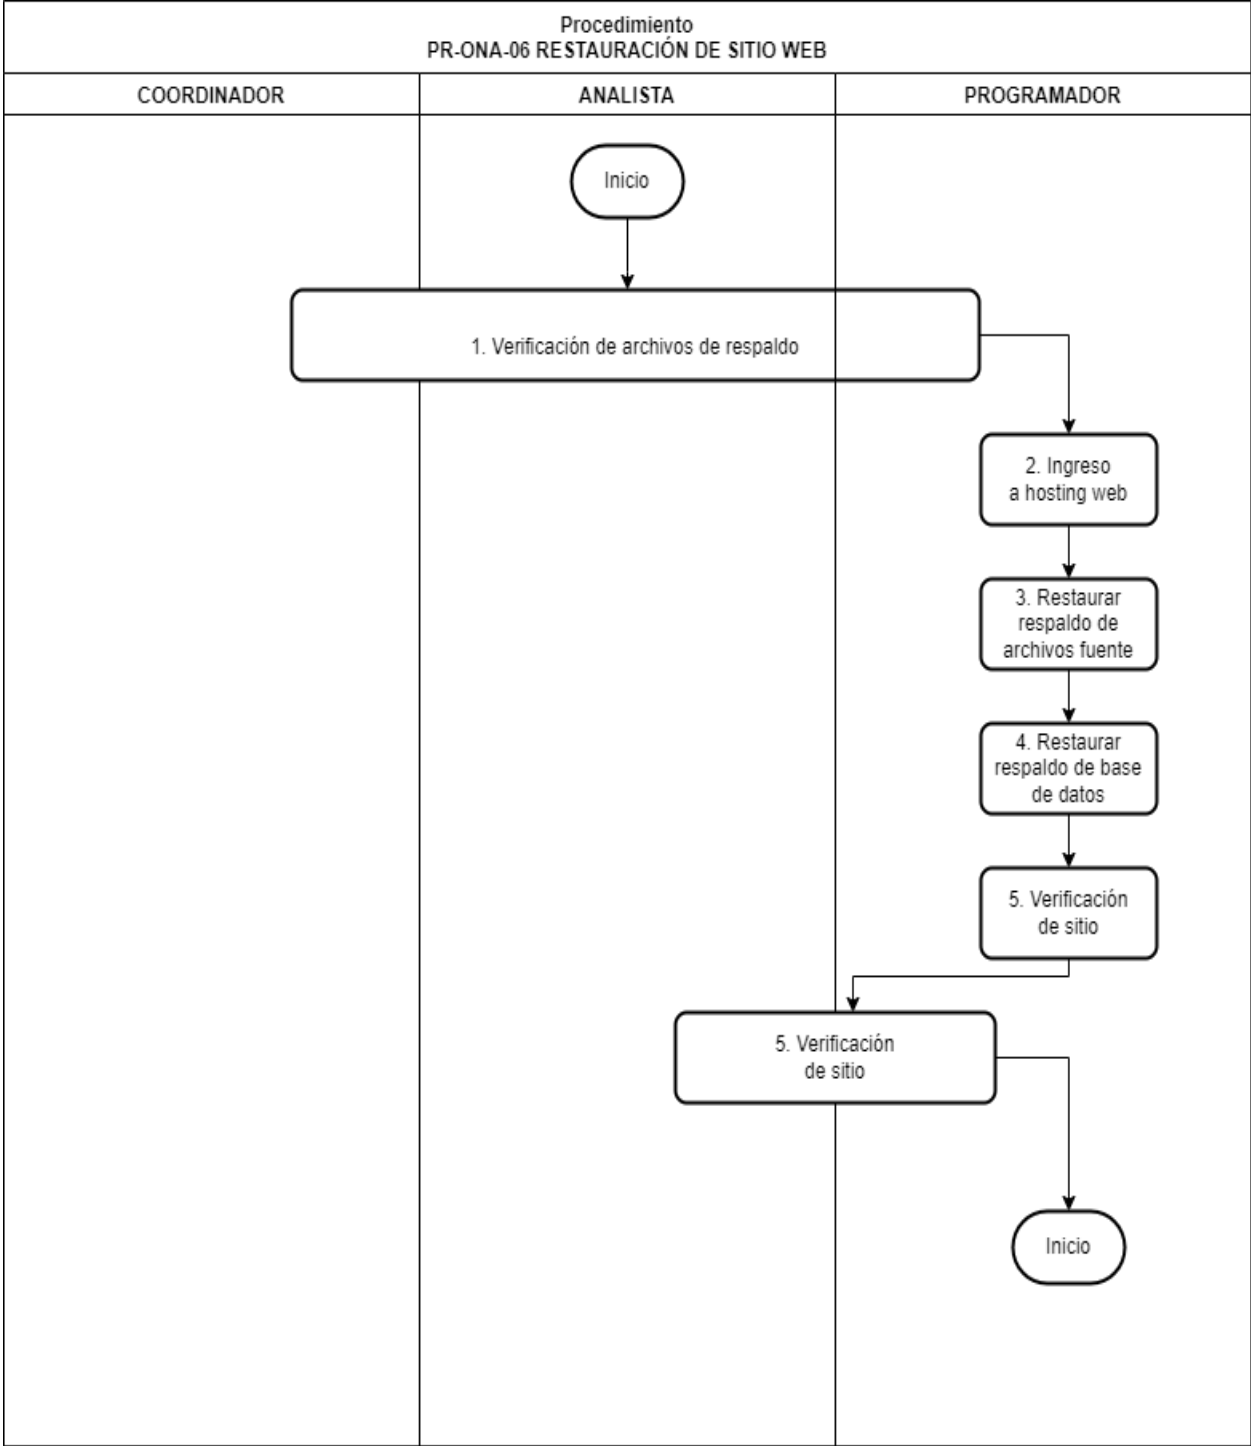 Procedimiento
PR-ONA-06 RESTAURACIÓN DE SITIO WEB
COORDINADOR
ANALISTA
PROGRAMADOR
Inicio
1. Verificación de archivos de respaldo
2. Ingreso
a hosting web
3. Restaurar
respaldo de
archivos fuente
4. Restaurar
respaldo de base
de datos
5. Verificación
de sitio
5. Verificación
de sitio
Inicio